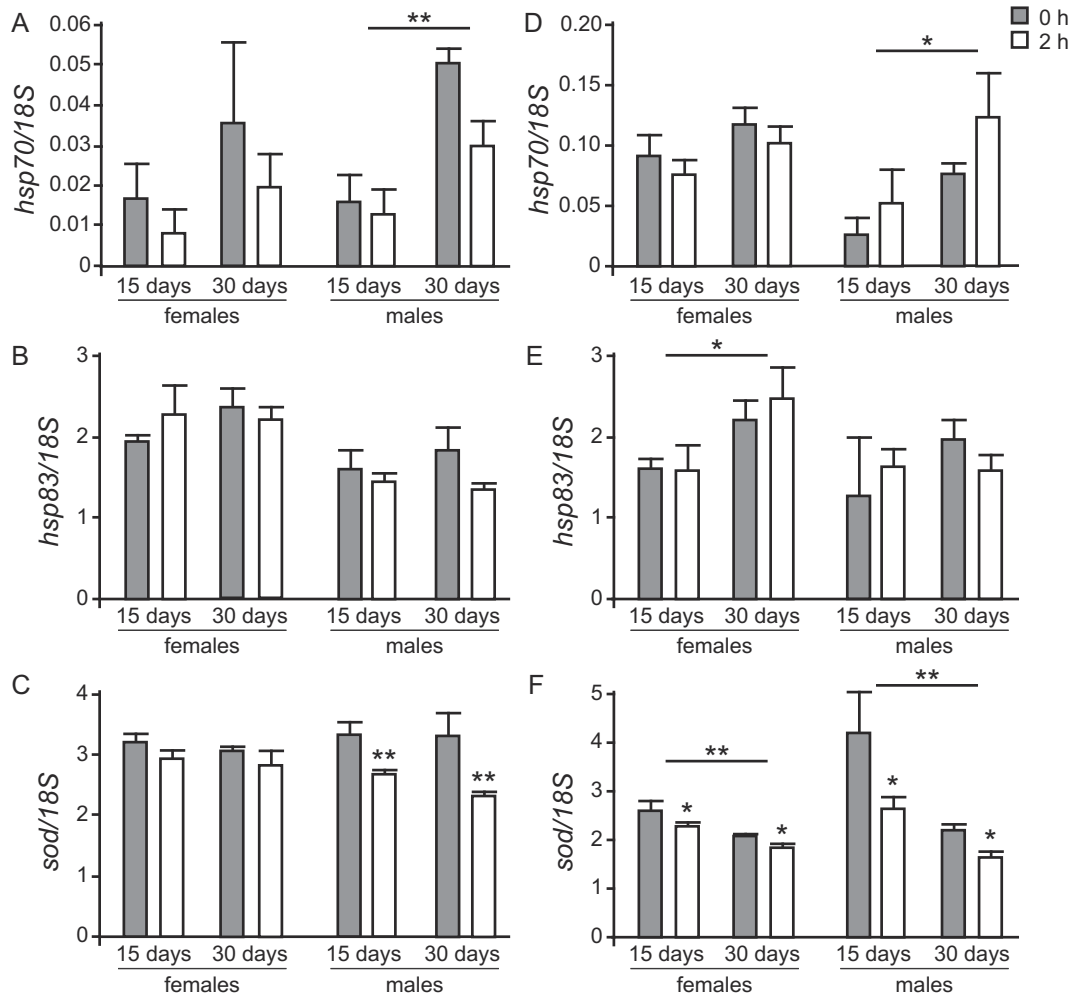 A
hsp70/18S
0.06
0.05
0.04
0.03
0.02
0.01
0
**
15 days 30 days 15 days 30 days
females males
D
hsp70/18S
0.20
0.15
0.10
0.05
0
*
15 days 30 days 15 days 30 days
females males
0 h
2 h
B
hsp83/18S
3
2
1
0
15 days 30 days 15 days 30 days
females males
E
hsp83/18S
3
2
1
0
*
15 days 30 days 15 days 30 days
females males
C
sod/18S
4
3
2
1
0
** **
15 days 30 days 15 days 30 days
females males
F
sod/18S
5
4
3
2
1
0
** **
* * * *
15 days 30 days 15 days 30 days
females males